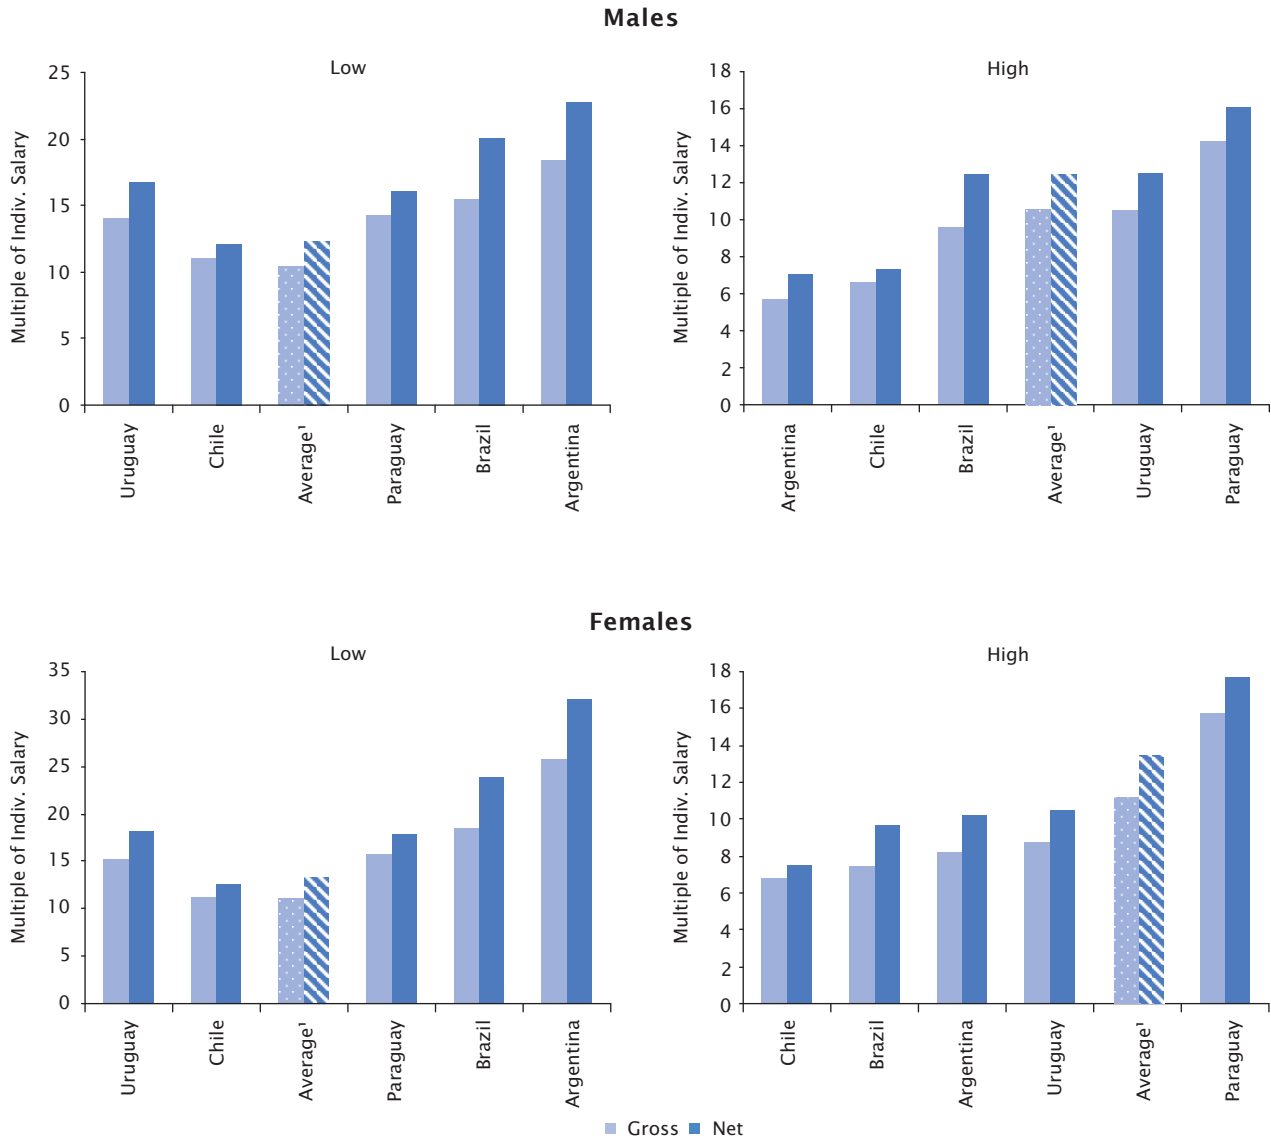 Males
Low
Multiple of Indiv. Salary
25
20
15
10
5
0
Uruguay
Chile
Average¹
Paraguay
Brazil
Argentina
High
Multiple of Indiv. Salary
18
16
14
12
10
8
6
4
2
0
Argentina
Chile
Brazil
Average¹
Uruguay
Paraguay
Females
Low
Multiple of Indiv. Salary
35
30
25
20
15
10
5
0
Uruguay
Chile
Average¹
Paraguay
Brazil
Argentina
High
Multiple of Indiv. Salary
18
16
14
12
10
8
6
4
2
0
Chile
Brazil
Argentina
Uruguay
Average¹
Paraguay
Gross Net